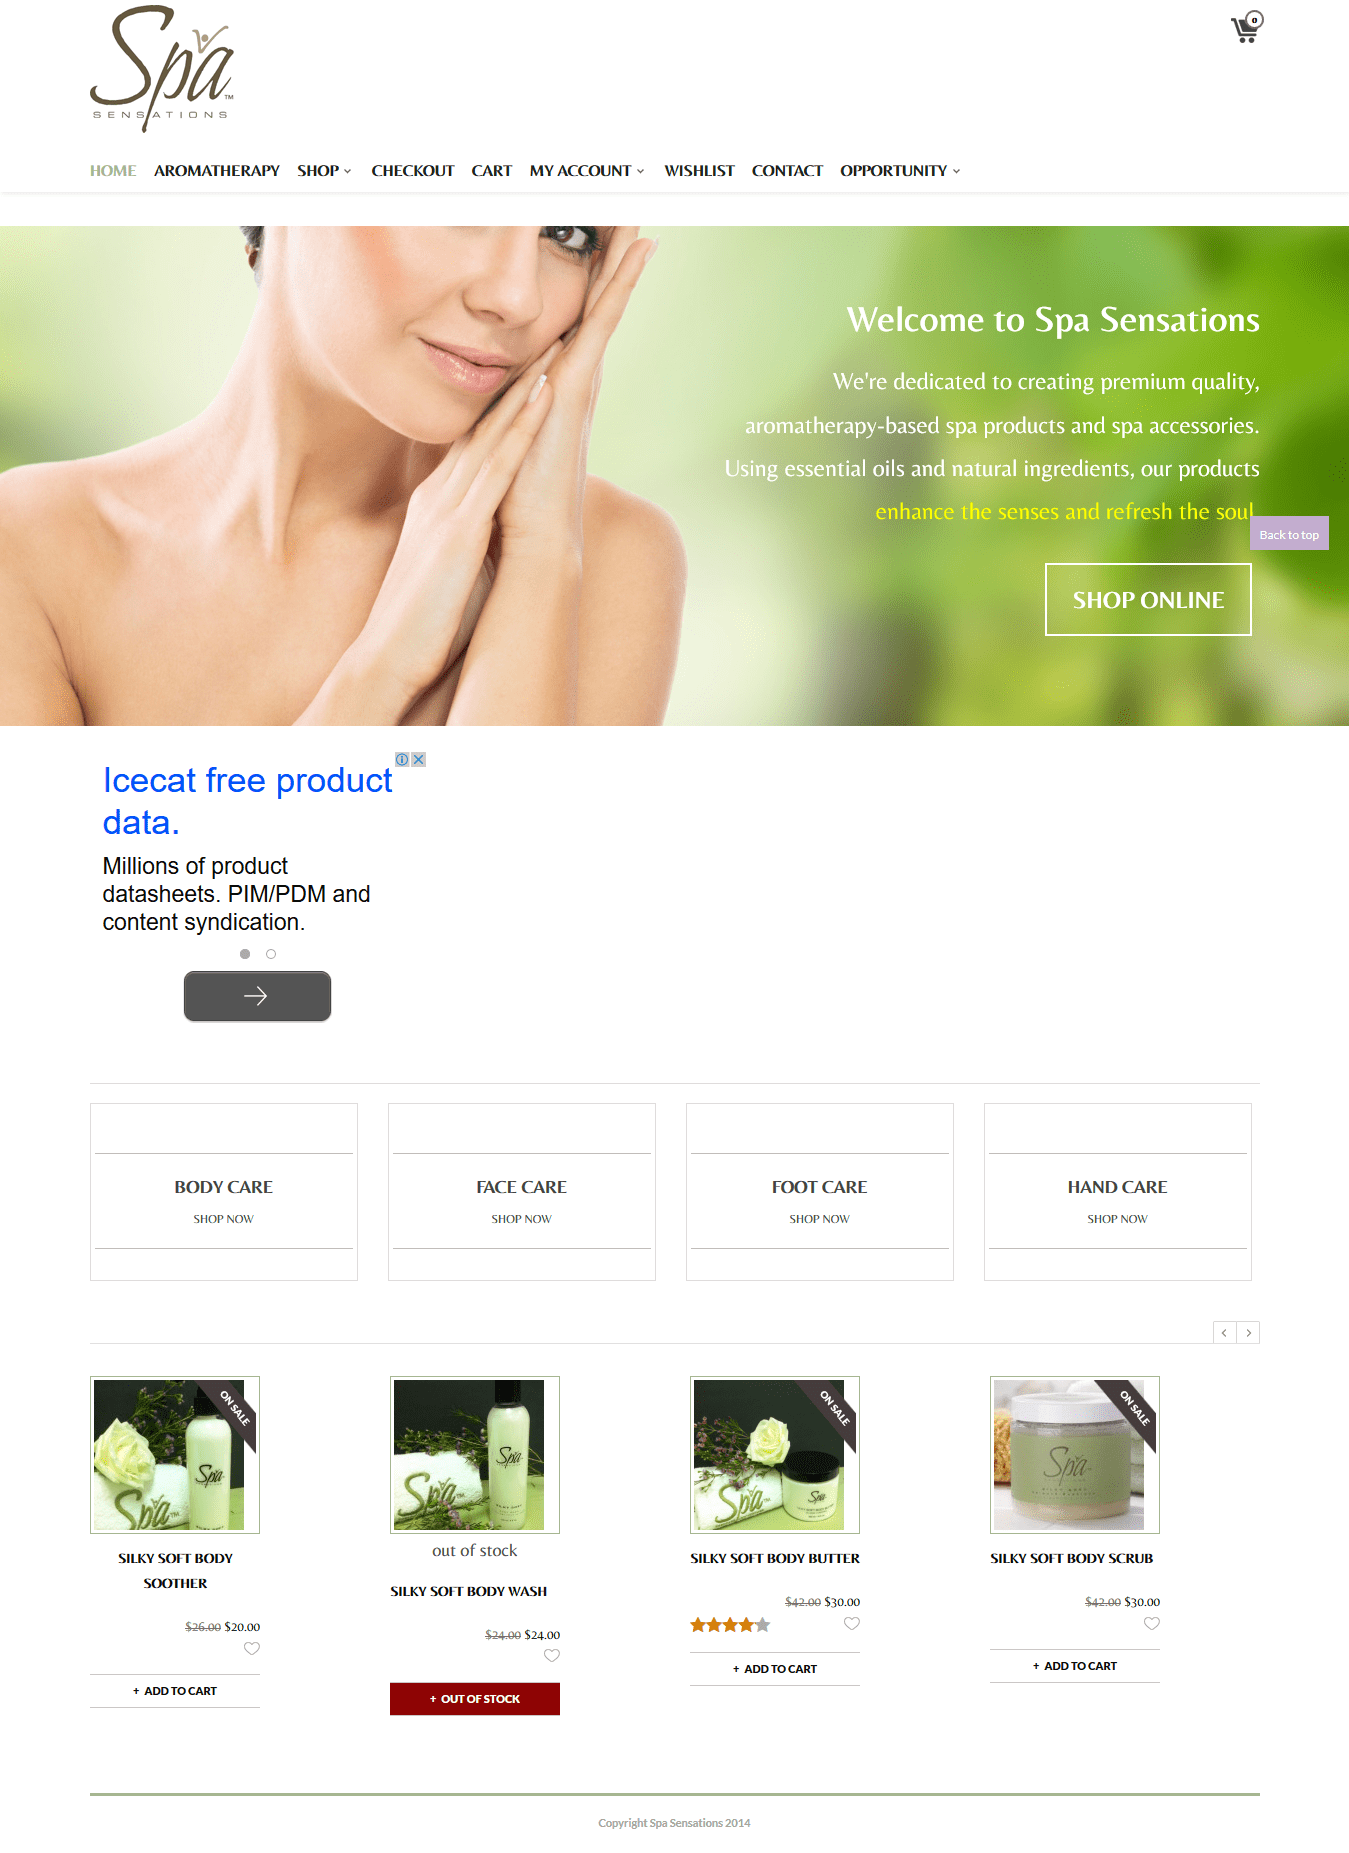 Spa™
SENSATIONS
0
HOME AROMATHERAPY SHOP CHECKOUT CART MY ACCOUNT WISHLIST CONTACT OPPORTUNITY
Welcome to Spa Sensations
We're dedicated to creating premium quality,
aromatherapy-based spa products and spa accessories.
Using essential oils and natural ingredients, our products
enhance the senses and refresh the soul.
Back to top
SHOP ONLINE
Icecat free product
data.
Millions of product
datasheets. PIM/PDM and
content syndication.
BODY CARE
SHOP NOW
FACE CARE
SHOP NOW
FOOT CARE
SHOP NOW
HAND CARE
SHOP NOW
ON SALE
Spa
Spa™
SILKY SOFT BODY
SOOTHER
$26.00 $20.00
+ ADD TO CART
Spa
Spa™
out of stock
SILKY SOFT BODY WASH
$24.00 $24.00
+ OUT OF STOCK
ON SALE
Spa
Spa™
SILKY SOFT BODY BUTTER
$42.00 $30.00
+ ADD TO CART
ON SALE
Spa
SILKY SOFT BODY SCRUB
$42.00 $30.00
+ ADD TO CART
Copyright Spa Sensations 2014